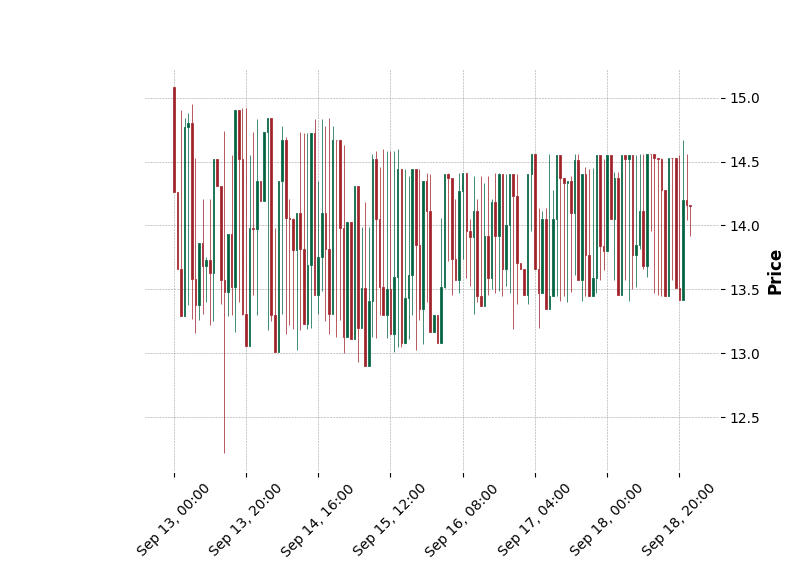 15.0
14.5
14.0
13.5
13.0
12.5
Price
Sep 13, 00:00
Sep 13, 20:00
Sep 14, 16:00
Sep 15, 12:00
Sep 16, 08:00
Sep 17, 04:00
Sep 18, 00:00
Sep 18, 20:00